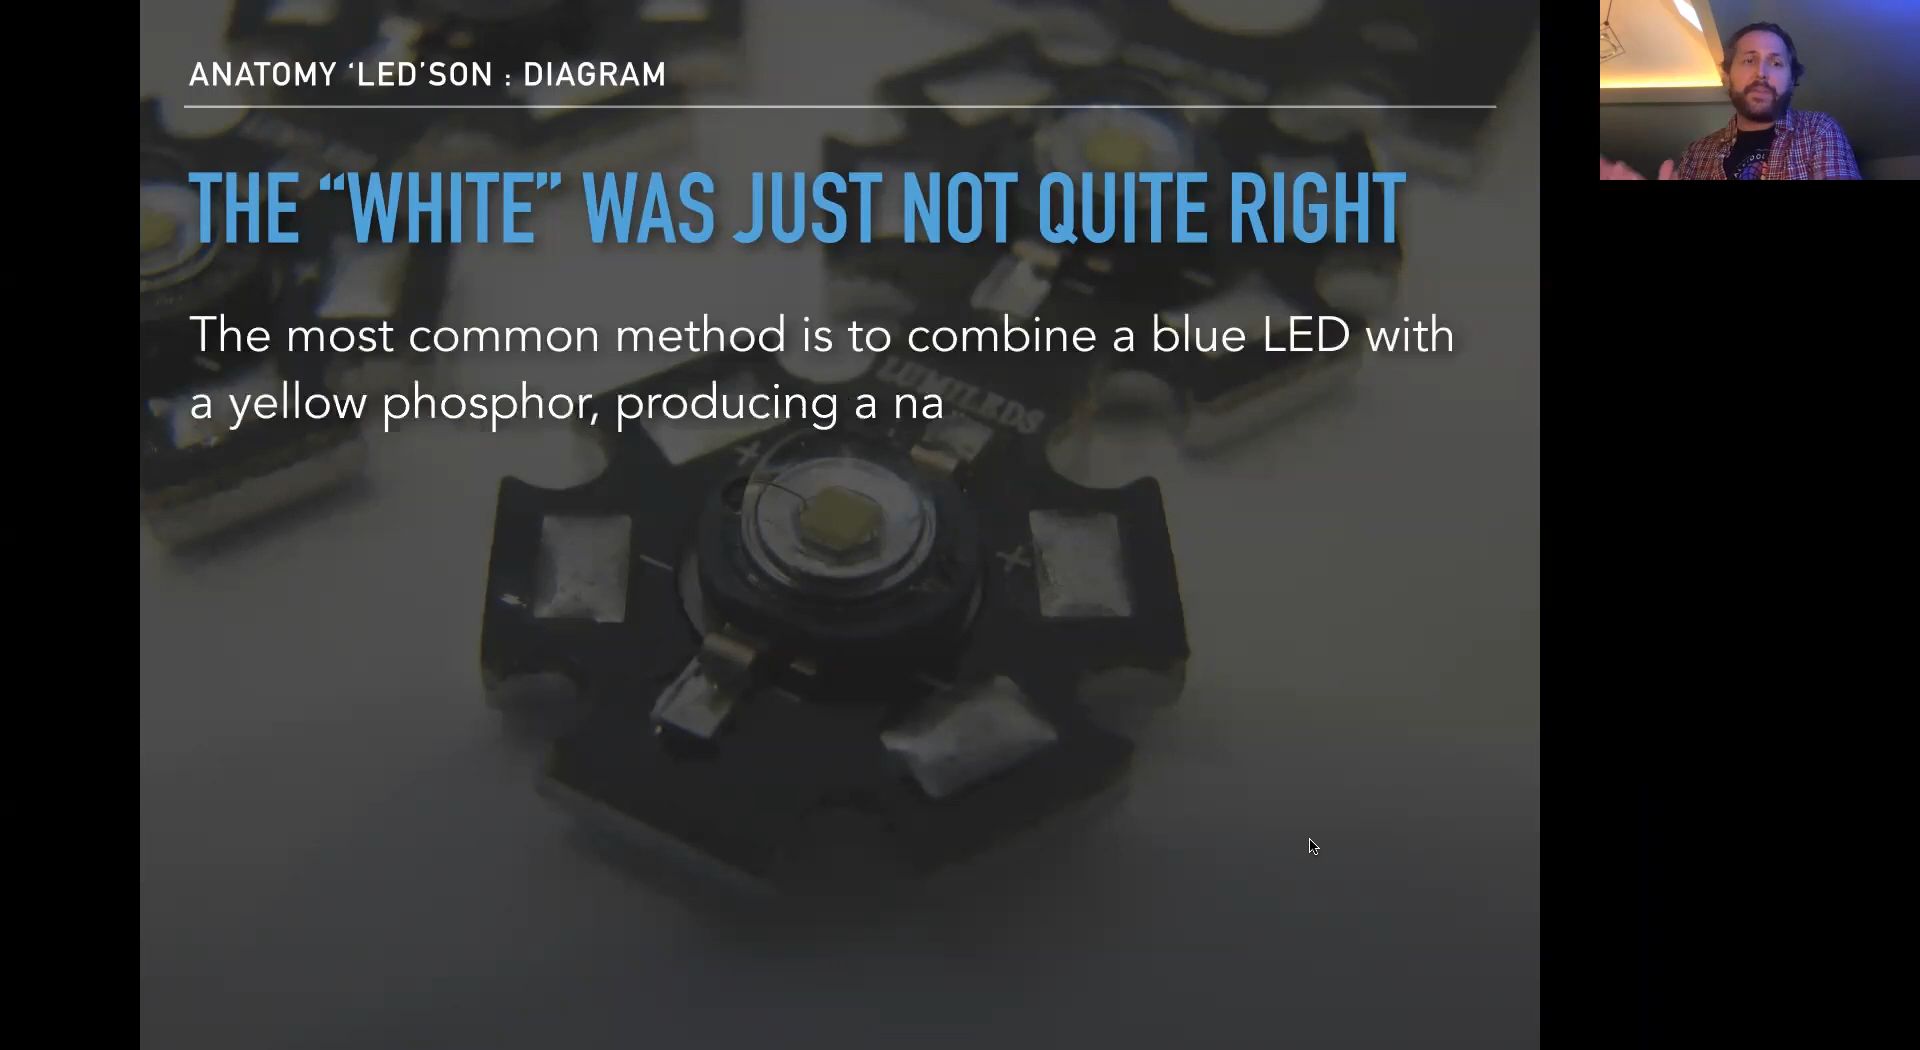 ANATOMY ‘LED’SON : DIAGRAM
THE “WHITE” WAS JUST NOT QUITE RIGHT
The most common method is to combine a blue LED with
a yellow phosphor, producing a na
LUMILEDS